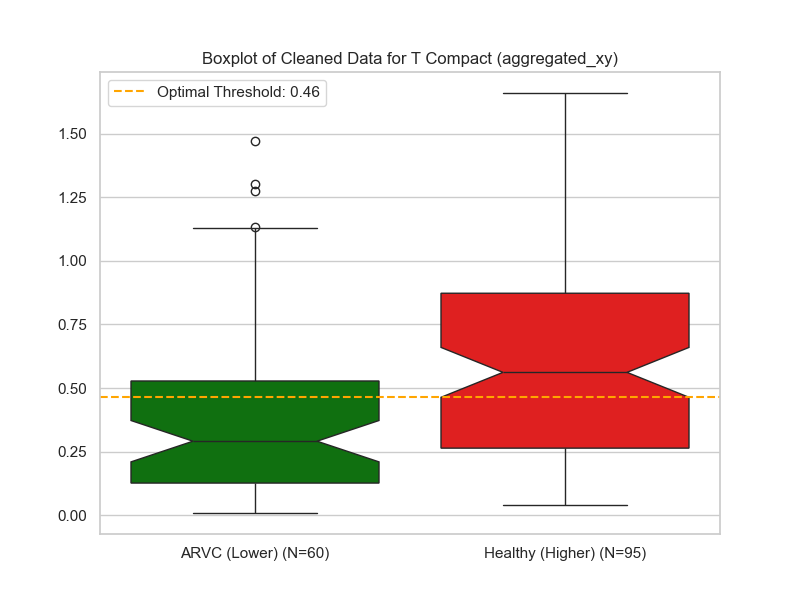 Boxplot of Cleaned Data for T Compact (aggregated_xy)
Optimal Threshold: 0.46
1.50
1.25
1.00
0.75
0.50
0.25
0.00
ARVC (Lower) (N=60)
Healthy (Higher) (N=95)